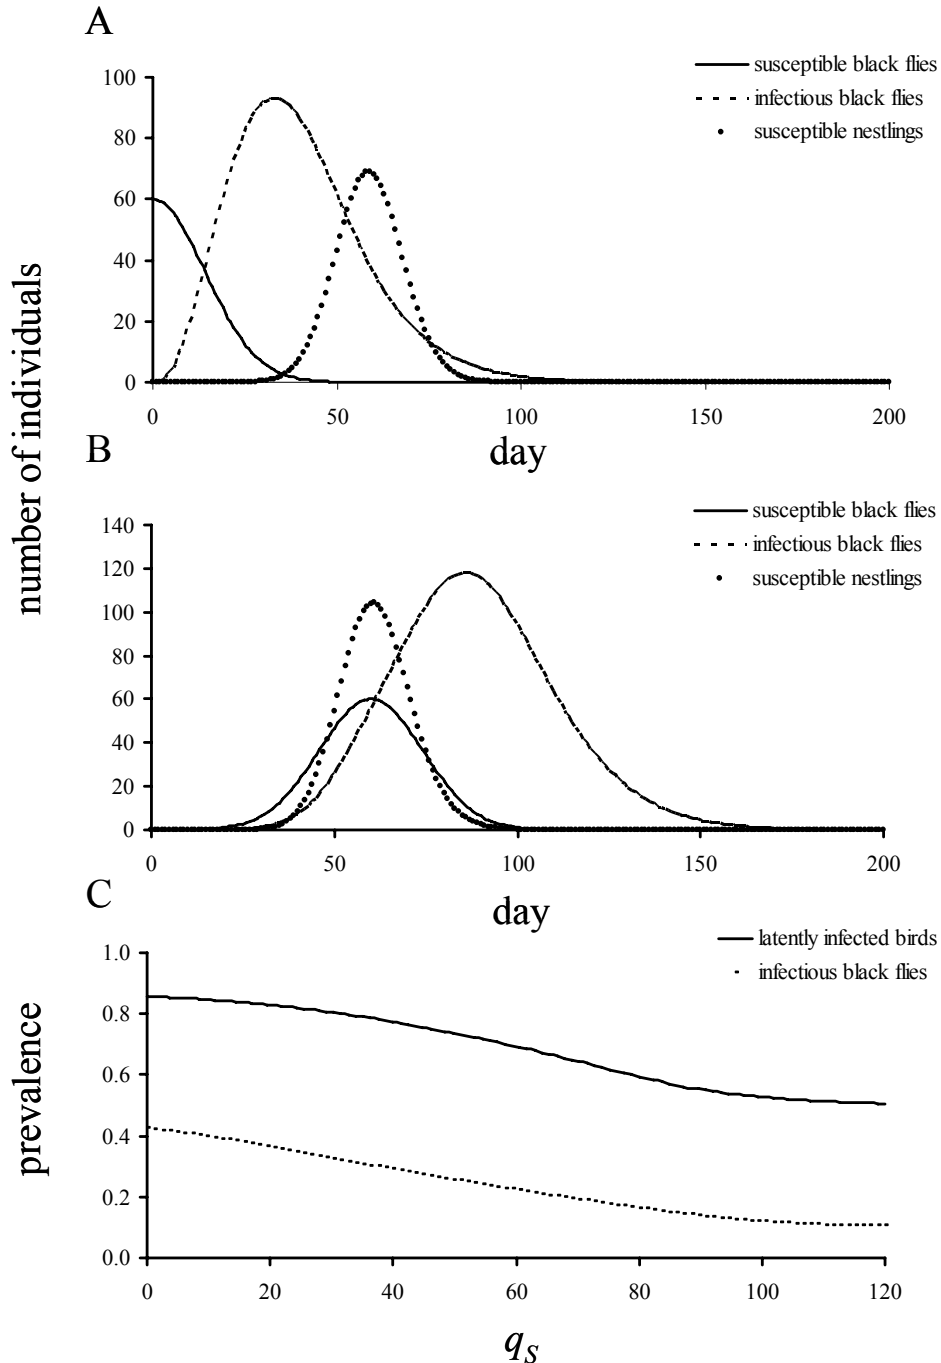 A
susceptible black flies
infectious black flies
susceptible nestlings
100
80
60
40
20
0
0 50 100 150 200
day
number of individuals
B
susceptible black flies
infectious black flies
susceptible nestlings
140
120
100
80
60
40
20
0
0 50 100 150 200
day
C
latently infected birds
infectious black flies
1.0
0.8
0.6
0.4
0.2
0.0
prevalence
0 20 40 60 80 100 120
qS